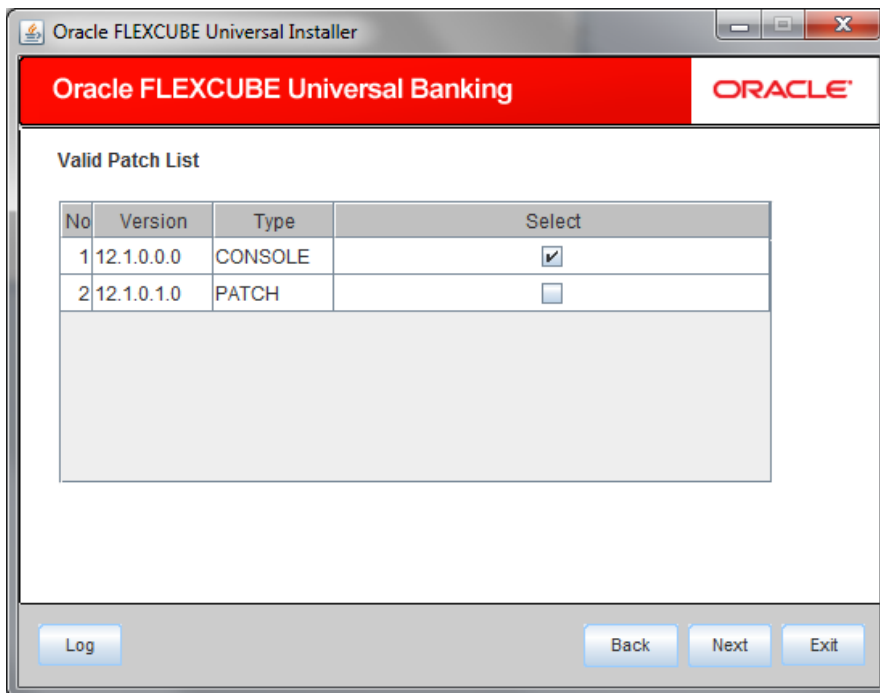 Oracle FLEXCUBE Universal Installer
Oracle FLEXCUBE Universal Banking ORACLE
Valid Patch List
No Version Type Select
1 12.1.0.0.0 CONSOLE
2 12.1.0.1.0 PATCH
Log Back Next Exit